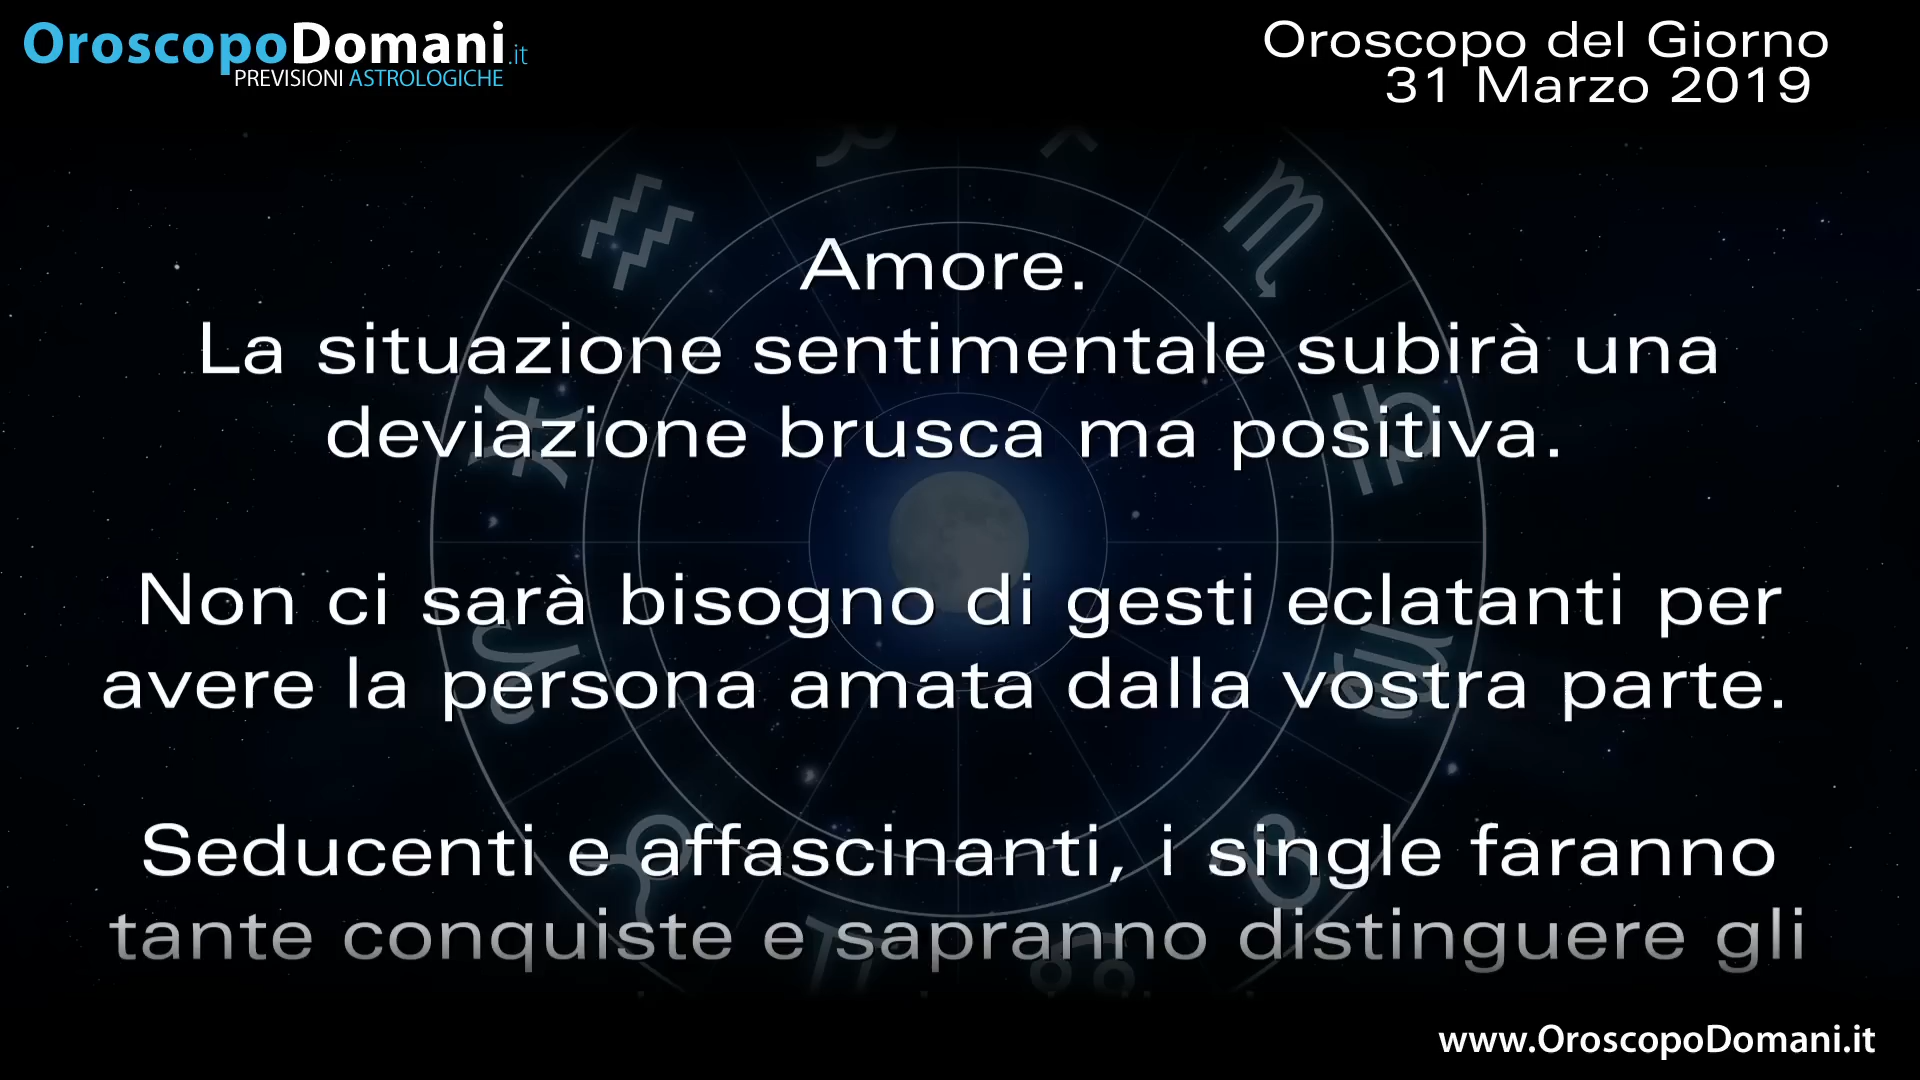 OroscopoDomani.it
PREVISIONI ASTROLOGICHE
Oroscopo del Giorno
31 Marzo 2019
Amore.
La situazione sentimentale subirà una
deviazione brusca ma positiva.
Non ci sarà bisogno di gesti eclatanti per
avere la persona amata dalla vostra parte.
Seducenti e affascinanti, i single faranno
tante conquiste e sapranno distinguere gli
www.OroscopoDomani.it